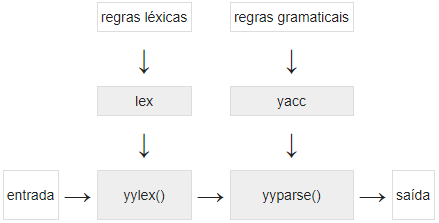 regras léxicas
regras gramaticais
lex
yacc
entrada
yylex()
yyparse()
saída